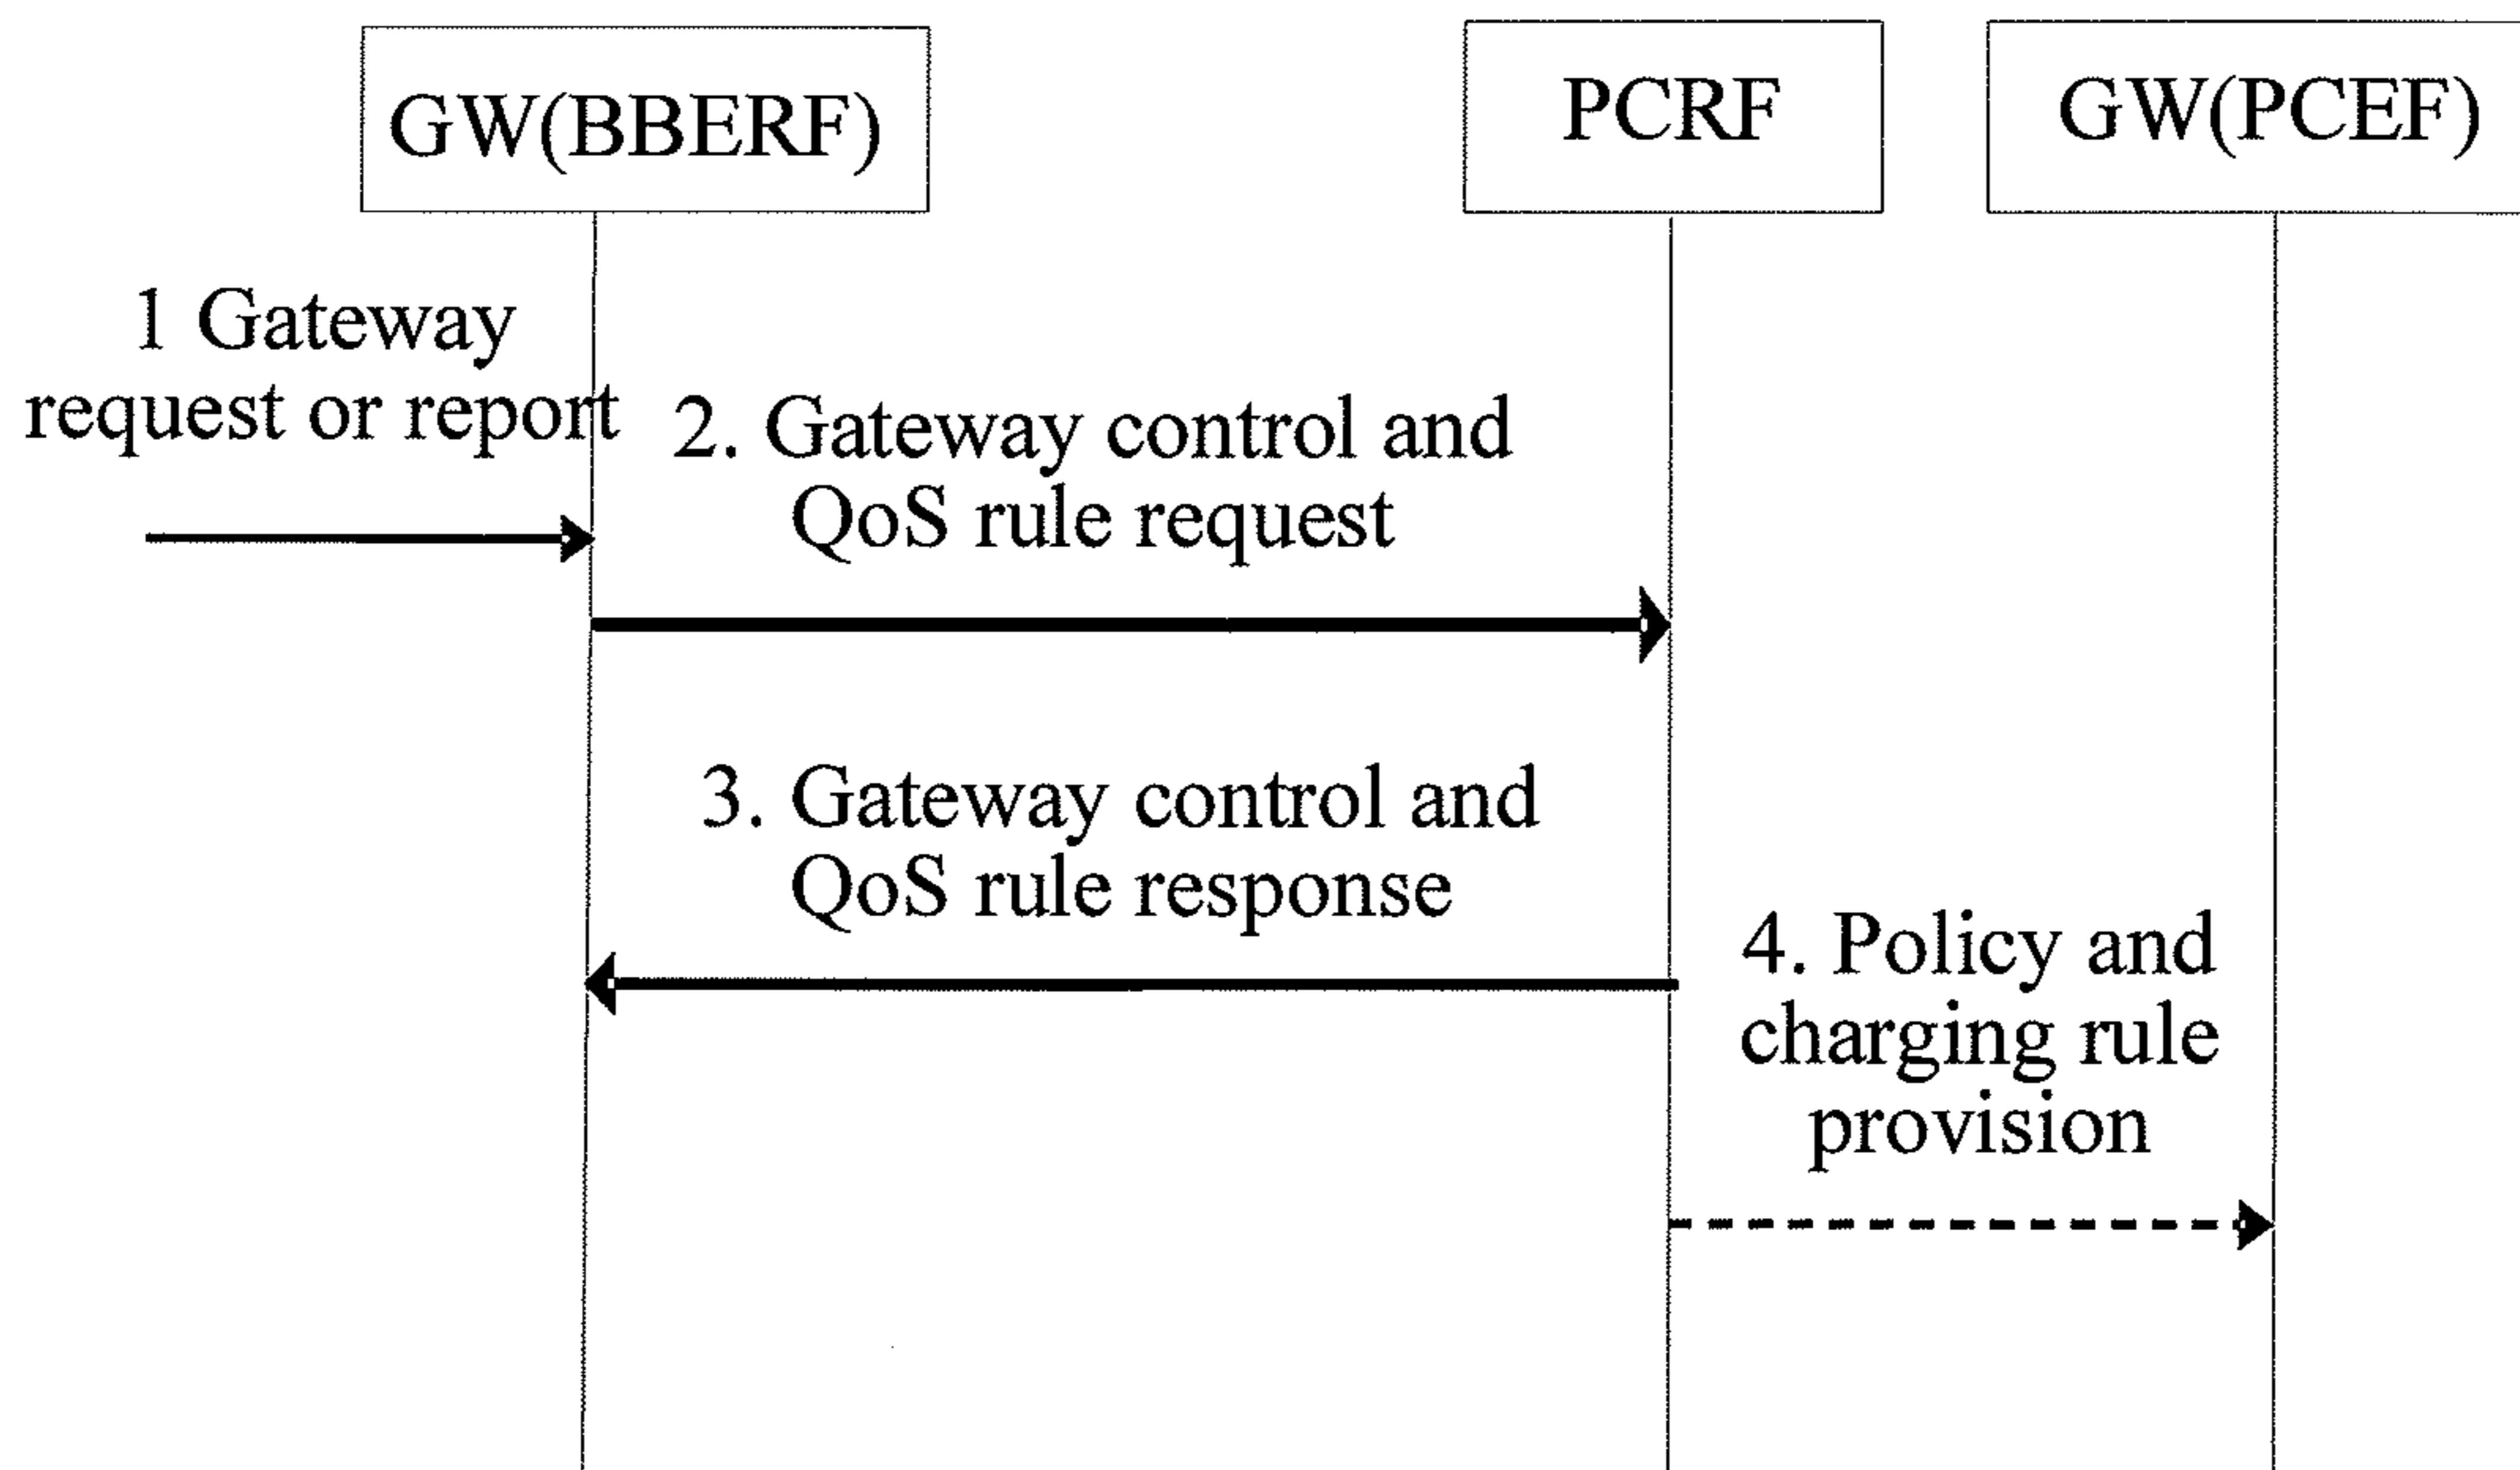 GW(BBERF)
PCRF
GW(PCEF)
1 Gateway
request or report
2. Gateway control and
QoS rule request
3. Gateway control and
QoS rule response
4. Policy and
charging rule
provision